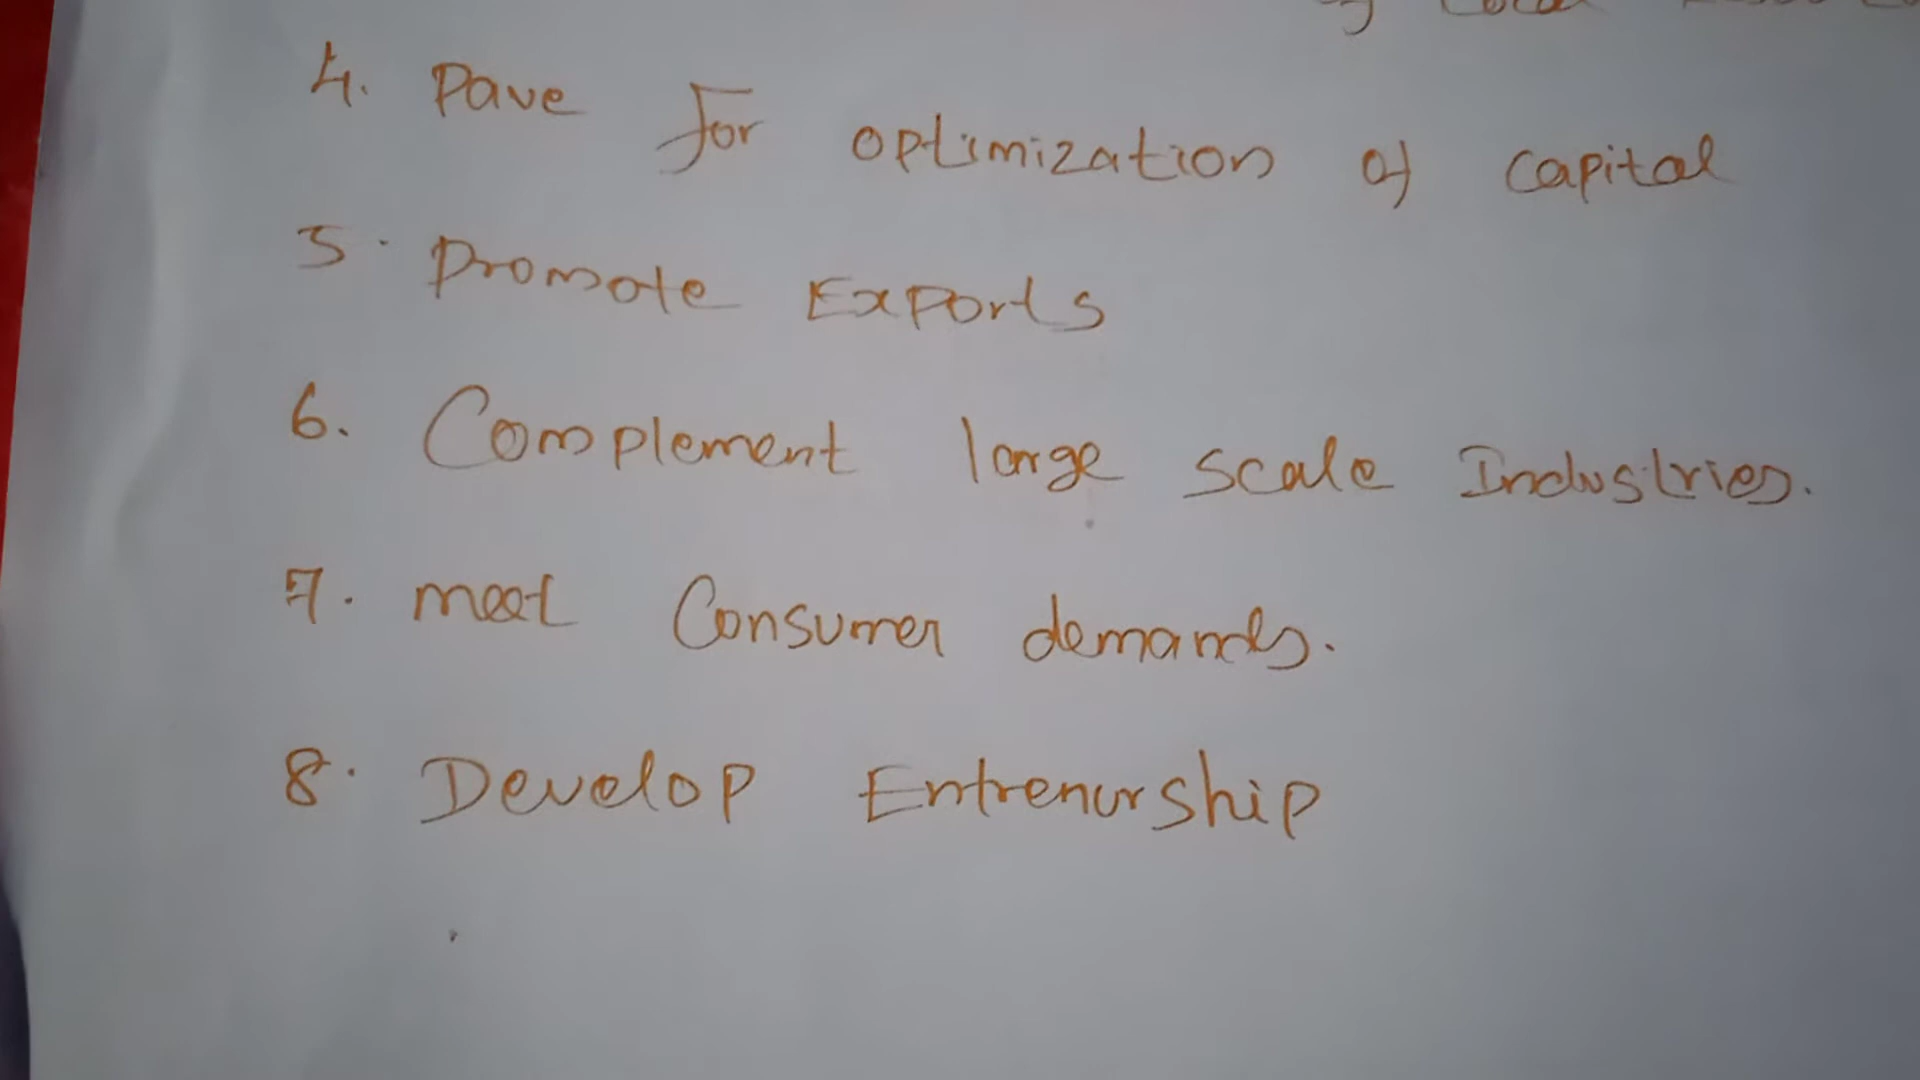 4. Pave for optimization of capital
5. Promote Exports
6. Complement large scale Industries.
7. meet Consumer demands.
8. Develop Entrenurship